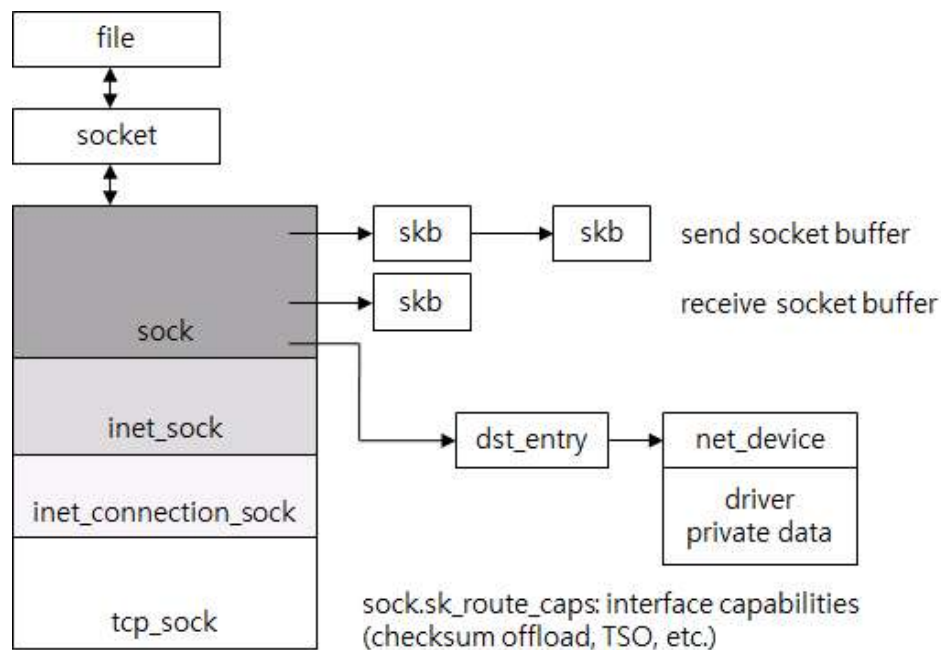 file
socket
skb
skb
send socket buffer
skb
receive socket buffer
sock
inet_sock
dst_entry
net_device
driver
private data
inet_connection_sock
tcp_sock
sock.sk_route_caps: interface capabilities
(checksum offload, TSO, etc.)